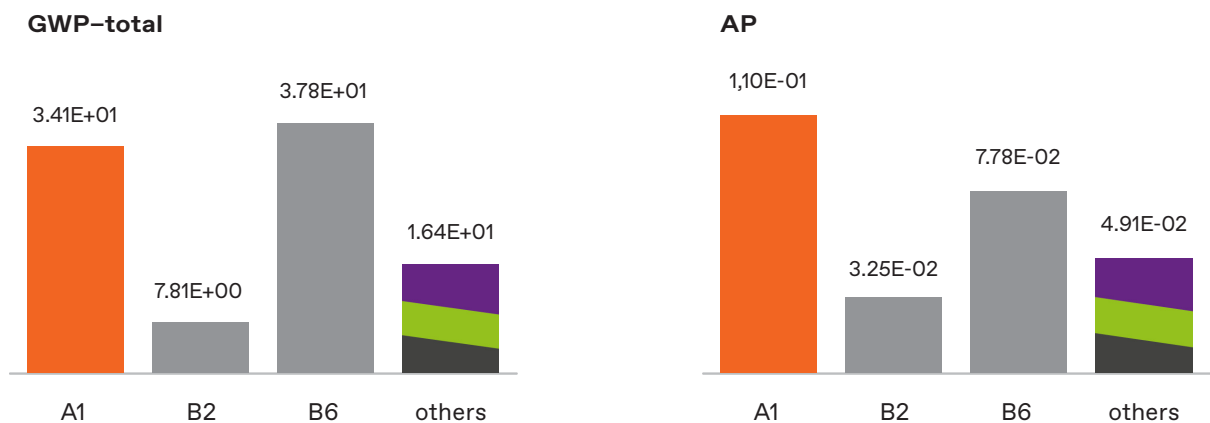 GWP–total
3.41E+01
7.81E+00
3.78E+01
1.64E+01
A1
B2
B6
others
AP
1,10E-01
3.25E-02
7.78E-02
4.91E-02
A1
B2
B6
others